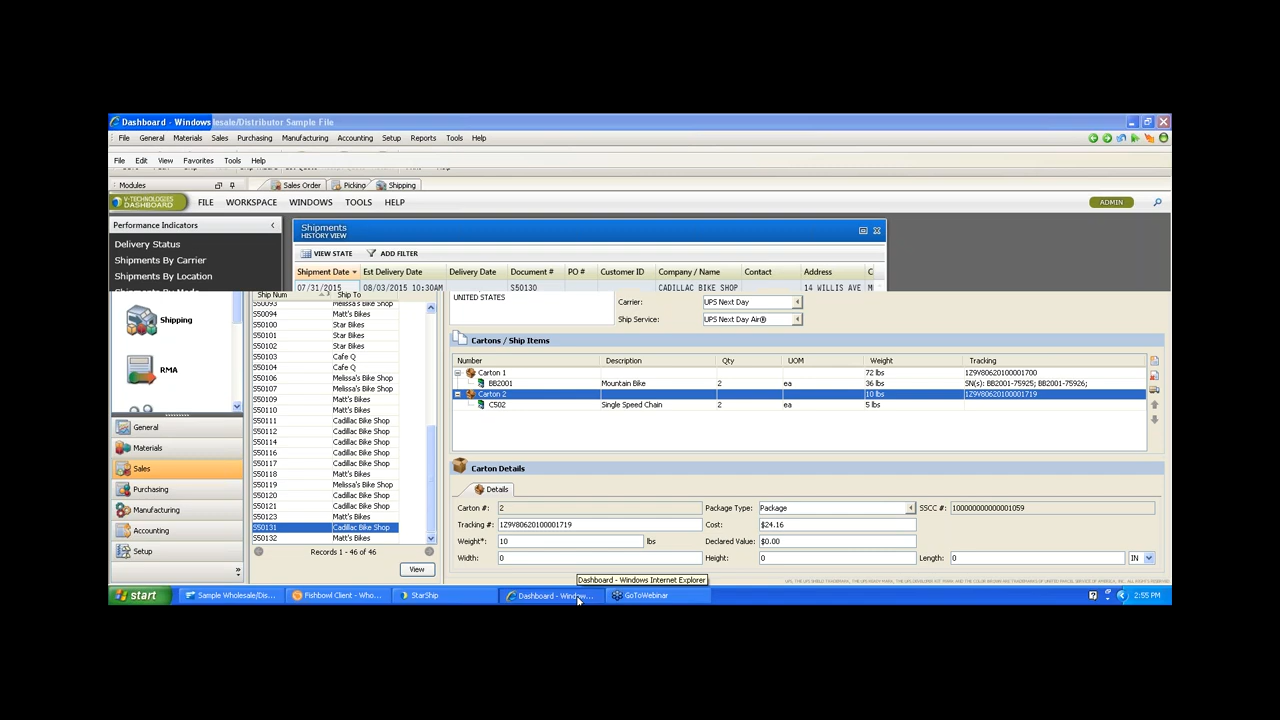 Dashboard - Windows lesale/Distributor Sample File
File General Materials Sales Purchasing Manufacturing Accounting Setup Reports Tools Help
File Edit View Favorites Tools Help
Modules Sales Order Picking Shipping
V-TECHNOLOGIES DASHBOARD FILE WORKSPACE WINDOWS TOOLS HELP ADMIN
Performance Indicators
Delivery Status
Shipments By Carrier
Shipments By Location
Shipments
HISTORY VIEW
VIEW STATE ADD FILTER
Shipment Date Est Delivery Date Delivery Date Document # PO # Customer ID Company / Name Contact Address C
07/31/2015 08/03/2015 10:30AM S50130 CADILLAC BIKE SHOP 14 WILLIS AVE
Shipping
RMA
General
Materials
Sales
Purchasing
Manufacturing
Accounting
Setup
Ship Num Ship To
S50093 Melissa's Bike Shop
S50094 Matt's Bikes
S50100 Star Bikes
S50101 Star Bikes
S50102 Star Bikes
S50103 Cafe Q
S50104 Cafe Q
S50106 Melissa's Bike Shop
S50107 Melissa's Bike Shop
S50109 Melissa's Bike Shop
S50110 Matt's Bikes
S50111 Cadillac Bike Shop
S50112 Cadillac Bike Shop
S50114 Cadillac Bike Shop
S50116 Cadillac Bike Shop
S50117 Cadillac Bike Shop
S50118 Matt's Bikes
S50119 Melissa's Bike Shop
S50120 Cadillac Bike Shop
S50121 Cadillac Bike Shop
S50123 Matt's Bikes
S50131 Cadillac Bike Shop
S50132 Matt's Bikes
Records 1 - 46 of 46
View
UNITED STATES
Carrier: UPS Next Day
Ship Service: UPS Next Day Air®
Cartons / Ship Items
Number Description Qty UOM Weight Tracking
Carton 1 72 lbs 1Z9V80620100001700
BB2001 Mountain Bike 2 ea 36 lbs SN(s): BB2001-75925; BB2001-75926;
Carton 2 10 lbs 1Z9V80620100001719
C502 Single Speed Chain 2 ea 5 lbs
Carton Details
Details
Carton #: 2 Package Type: Package SSCC #: 100000000000001059
Tracking #: 1Z9V80620100001719 Cost: $24.16
Weight*: 10 lbs Declared Value: $0.00
Width: 0 Height: 0 Length: 0 IN
Dashboard - Windows Internet Explorer
start Sample Wholesale/Dis... Fishbowl Client - Who... StarShip Dashboard - Window... GoToWebinar 2:55 PM